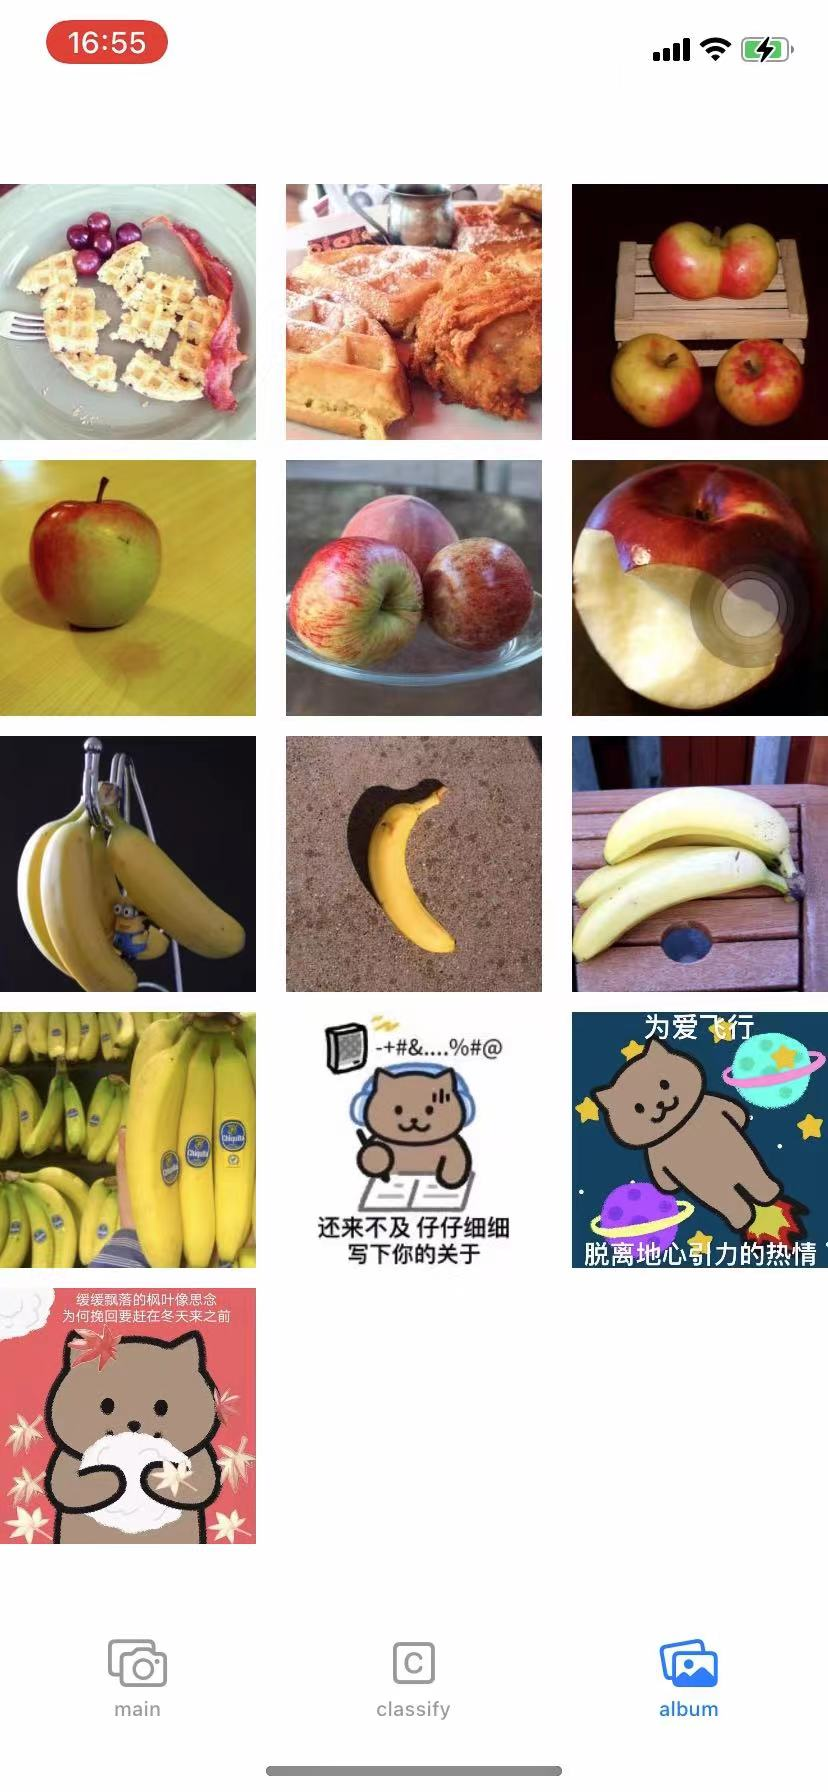 16:55
-+#&....%#@
还来不及 仔仔细细
写下你的关于
为爱飞行
脱离地心引力的热情
缓缓飘落的枫叶像思念
为何挽回要赶在冬天来之前
Chiquita
Chiquita
C
main
classify
album